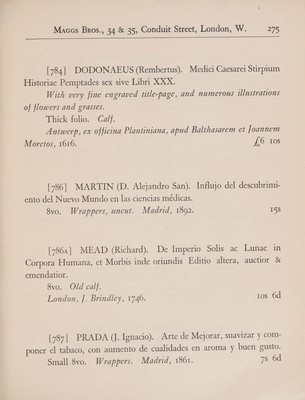 MAGGS BROS., 34 & 35, Conduit Street, London, W. 275
[784] DODONAEUS (Rembertus). Medici Caesarei Stirpium
Historiae Pemptades sex sive Libri XXX.
With very fine engraved title-page, and numerous illustrations
of flowers and grasses.
Thick folio. Calf.
Antwerp, ex officina Plantiniana, apud Balthasarem et Joannem
Moretos, 1616. £6 10s
[786] MARTIN (D. Alejandro San). Influjo del descubrimi-
ento del Nuevo Mundo en las ciencias médicas.
8vo. Wrappers, uncut. Madrid, 1892. 15s
[786A] MEAD (Richard). De Imperio Solis ac Lunae in
Corpora Humana, et Morbis inde oriundis Editio altera, auctior &
emendatior.
8vo. Old calf.
London, J. Brindley, 1746. 10s 6d
[787] PRADA (J. Ignacio). Arte de Mejorar, suavizar y com-
poner el tabaco, con aumento de cualidades en aroma y buen gusto.
Small 8vo. Wrappers. Madrid, 1861. 7s 6d